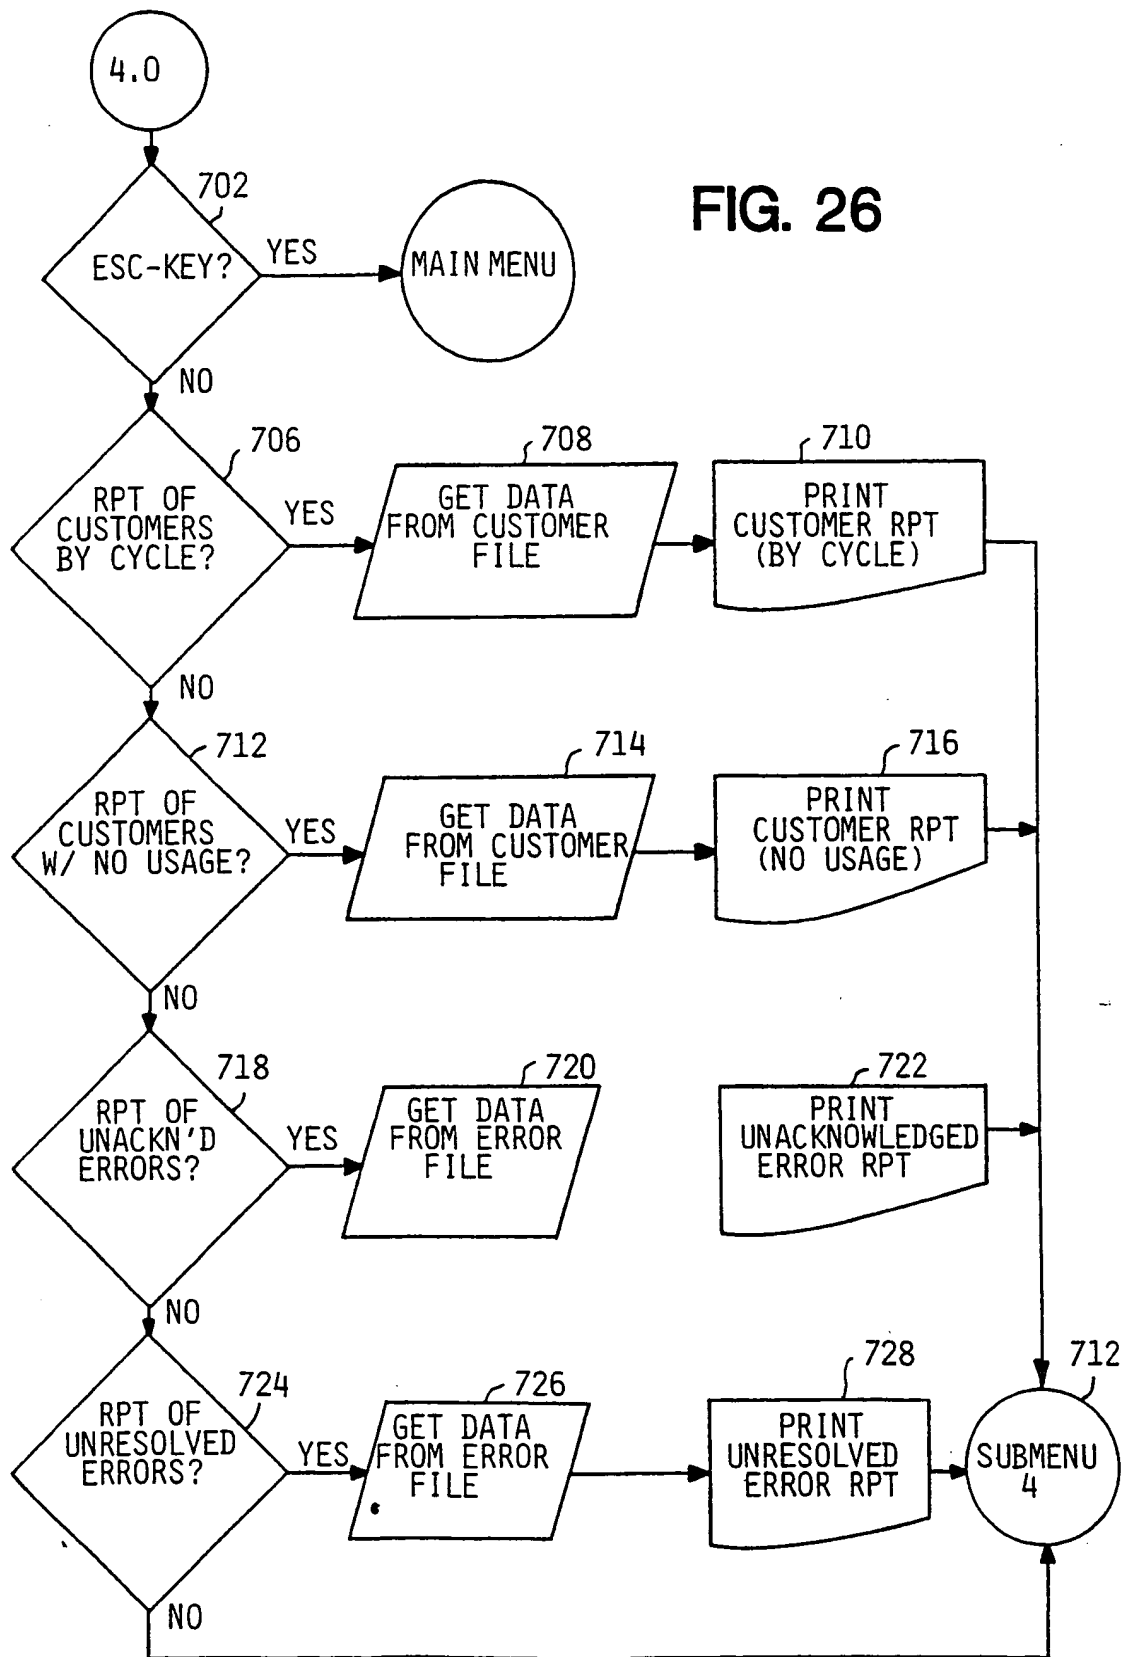 4.0
FIG. 26
702
ESC-KEY?
YES
MAIN MENU
NO
706
RPT OF
CUSTOMERS
BY CYCLE?
YES
708
GET DATA
FROM CUSTOMER
FILE
710
PRINT
CUSTOMER RPT
(BY CYCLE)
NO
712
RPT OF
CUSTOMERS
W/ NO USAGE?
YES
714
GET DATA
FROM CUSTOMER
FILE
716
PRINT
CUSTOMER RPT
(NO USAGE)
NO
718
RPT OF
UNACKN'D
ERRORS?
YES
720
GET DATA
FROM ERROR
FILE
722
PRINT
UNACKNOWLEDGED
ERROR RPT
NO
724
RPT OF
UNRESOLVED
ERRORS?
YES
726
GET DATA
FROM ERROR
FILE
728
PRINT
UNRESOLVED
ERROR RPT
712
SUBMENU
4
NO